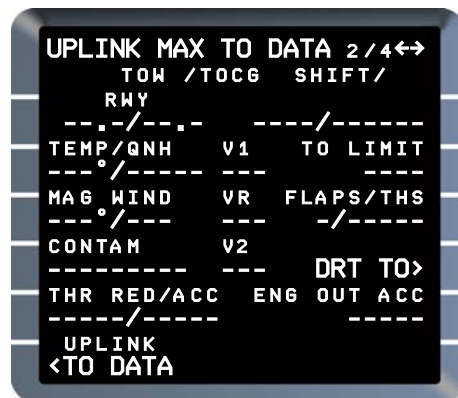 UPLINK MAX TO DATA 2/4←→
TOW /TOCG SHIFT/
RWY
--.-/--.- ----/------
TEMP/QNH V1 TO LIMIT
---°/----- --- ----
MAG WIND VR FLAPS/THS
---°/--- --- -/-----
CONTAM V2
--------- --- DRT TO>
THR RED/ACC ENG OUT ACC
-----/----- -----
UPLINK
<TO DATA